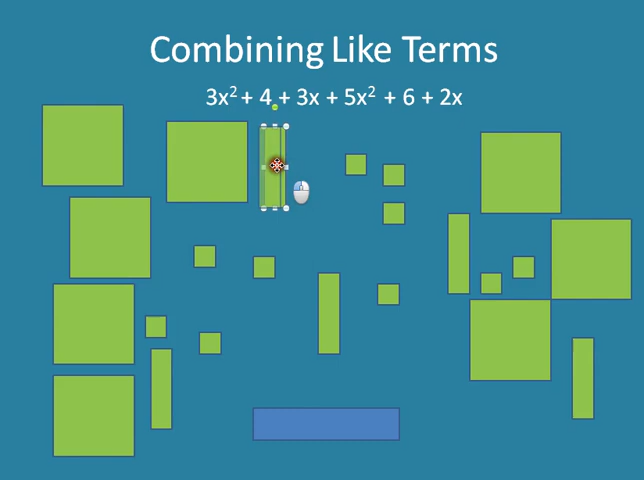 Combining Like Terms
3x² + 4 + 3x + 5x² + 6 + 2x